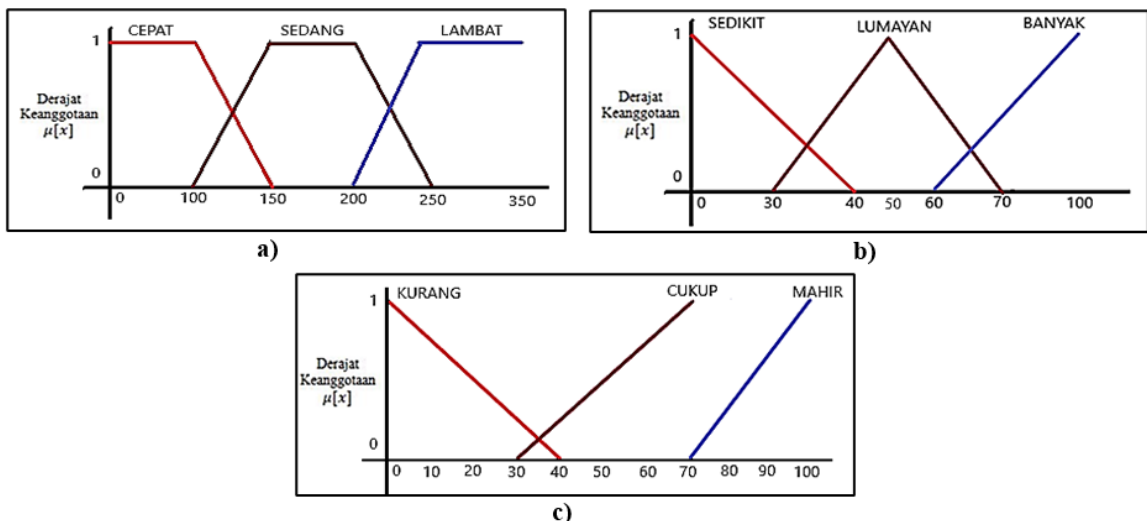 CEPAT SEDANG LAMBAT
1
Derajat
Keanggotaan
μ[x]
0
0 100 150 200 250 350
a)
SEDIKIT LUMAYAN BANYAK
1
Derajat
Keanggotaan
μ[x]
0
0 30 40 50 60 70 100
b)
KURANG CUKUP MAHIR
1
Derajat
Keanggotaan
μ[x]
0
0 10 20 30 40 50 60 70 80 90 100
c)